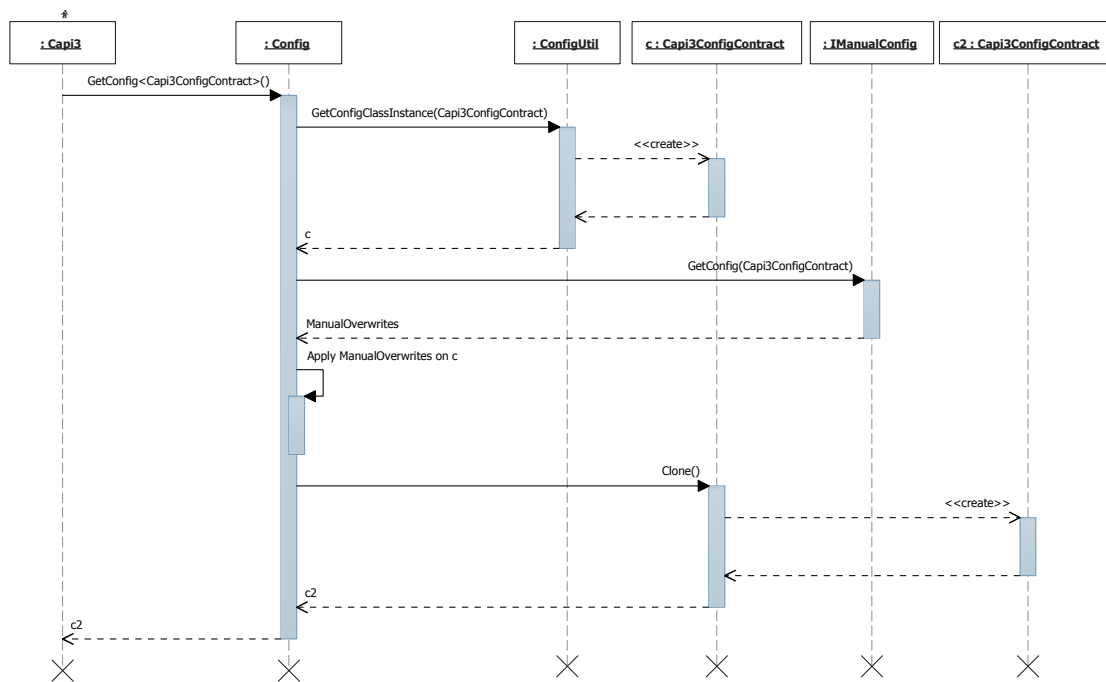 : Capi3
: Config
: ConfigUtil
c : Capi3ConfigContract
: IManualConfig
c2 : Capi3ConfigContract
GetConfig<Capi3ConfigContract>()
GetConfigClassInstance(Capi3ConfigContract)
<<create>>
c
GetConfig(Capi3ConfigContract)
ManualOverwrites
Apply ManualOverwrites on c
Clone()
<<create>>
c2
c2